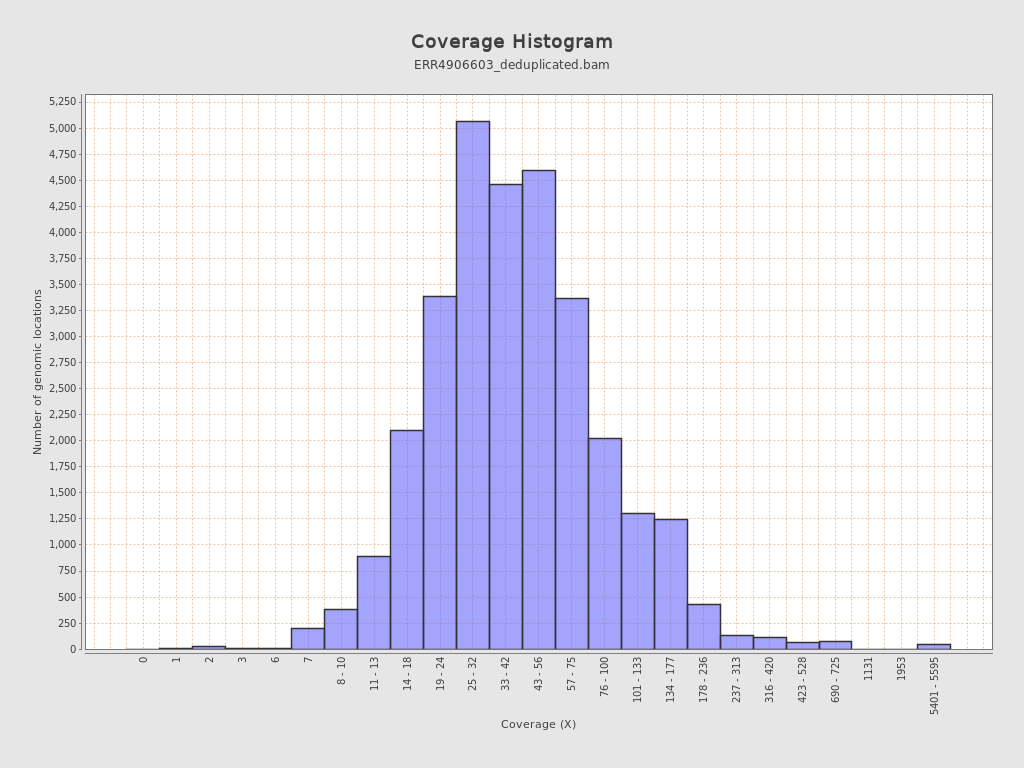 Coverage Histogram
ERR4906603_deduplicated.bam
Number of genomic locations
5,250
5,000
4,750
4,500
4,250
4,000
3,750
3,500
3,250
3,000
2,750
2,500
2,250
2,000
1,750
1,500
1,250
1,000
750
500
250
0
0
1
2
3
6
7
8 - 10
11 - 13
14 - 18
19 - 24
25 - 32
33 - 42
43 - 56
57 - 75
76 - 100
101 - 133
134 - 177
178 - 236
237 - 313
316 - 420
423 - 528
690 - 725
1131
1953
5401 - 5595
Coverage (X)